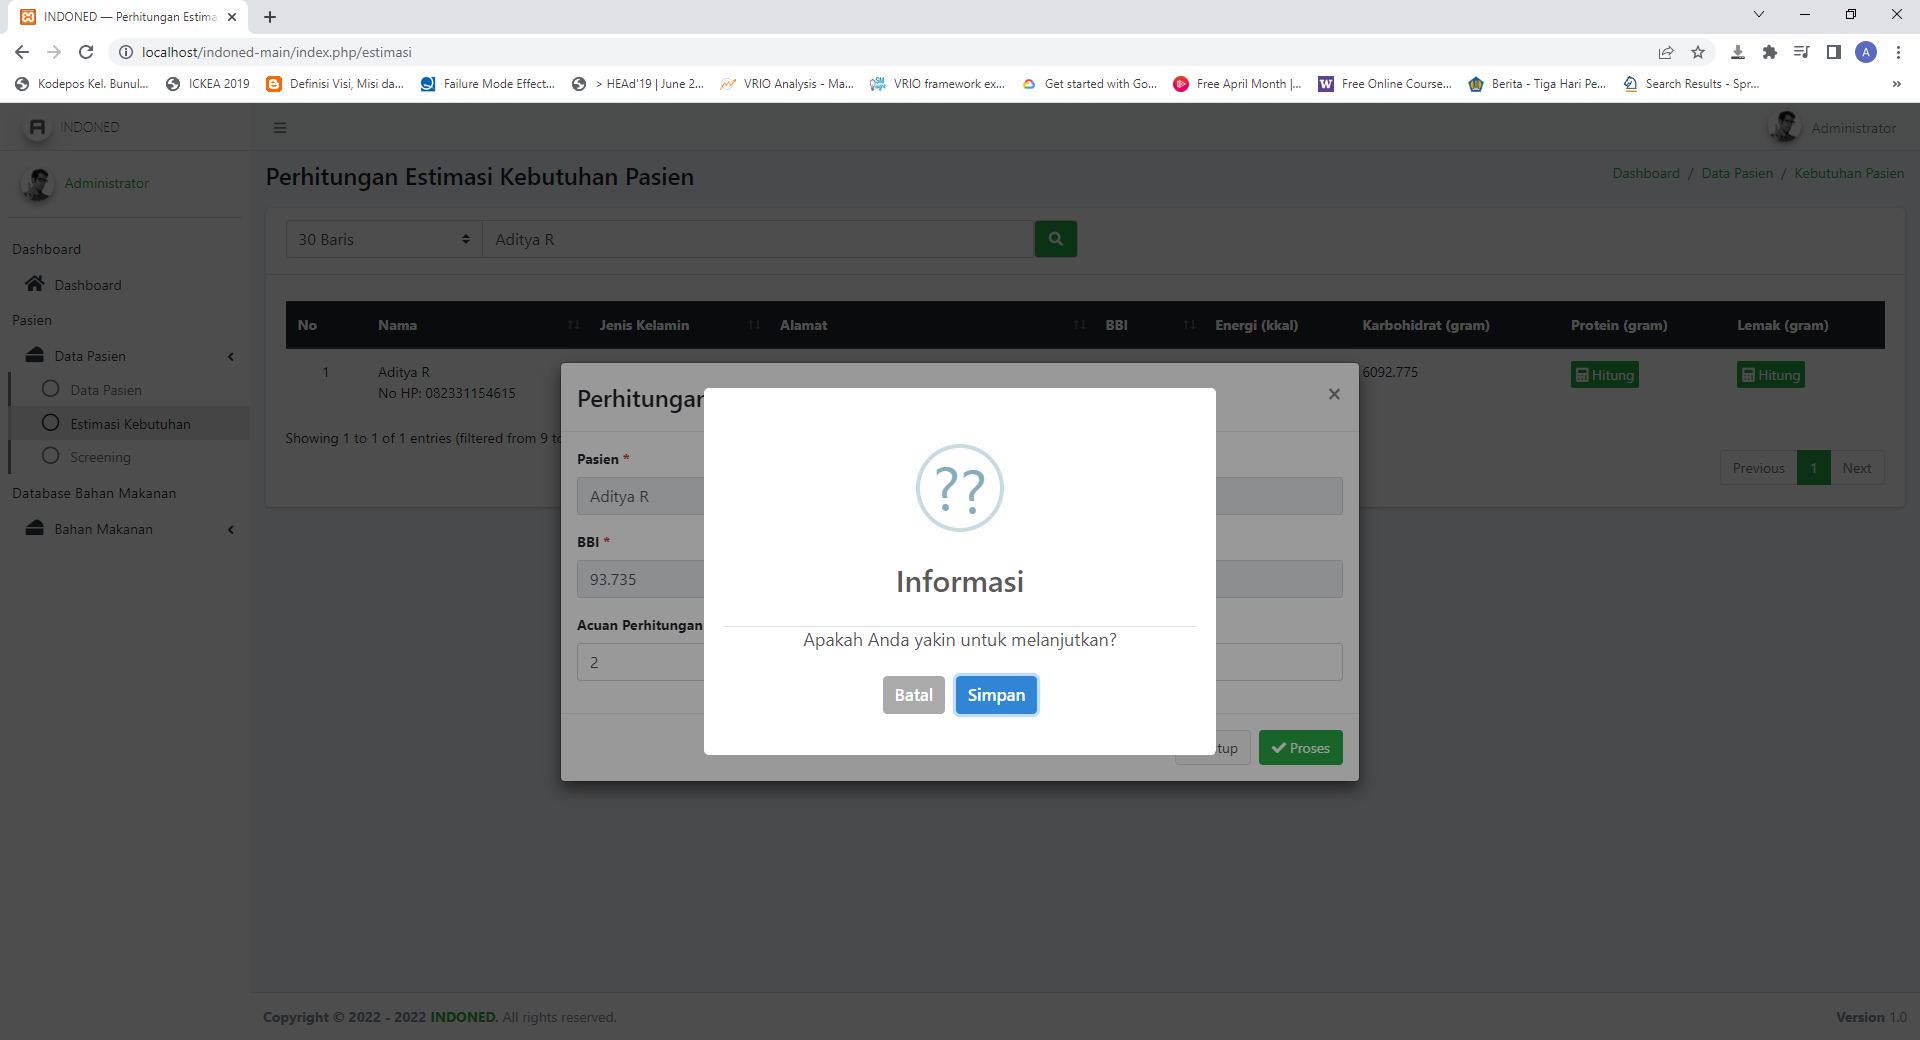 INDONED — Perhitungan Estima
localhost/indoned-main/index.php/estimasi
A
Kodepos Kel. Bunul...
ICKEA 2019
Definisi Visi, Misi da...
Failure Mode Effect...
> HEAd'19 | June 2...
VRIO Analysis - Ma...
VRIO framework ex...
Get started with Go...
Free April Month |...
Free Online Course...
Berita - Tiga Hari Pe...
Search Results - Spr...
»
INDONED
Administrator
Administrator
Perhitungan Estimasi Kebutuhan Pasien
Dashboard / Data Pasien / Kebutuhan Pasien
30 Baris
Aditya R
Dashboard
Dashboard
Pasien
Data Pasien
Data Pasien
Estimasi Kebutuhan
Screening
Database Bahan Makanan
Bahan Makanan
No Nama Jenis Kelamin Alamat BBI Energi (kkal) Karbohidrat (gram) Protein (gram) Lemak (gram)
1 Aditya R 6092.775 Hitung Hitung
No HP: 082331154615
Showing 1 to 1 of 1 entries (filtered from 9 to
Previous 1 Next
Perhitungan
×
Pasien *
Aditya R
BBI *
93.735
Acuan Perhitungan
2
tup
Proses
??
Informasi
Apakah Anda yakin untuk melanjutkan?
Batal Simpan
Copyright © 2022 - 2022 INDONED. All rights reserved.
Version 1.0